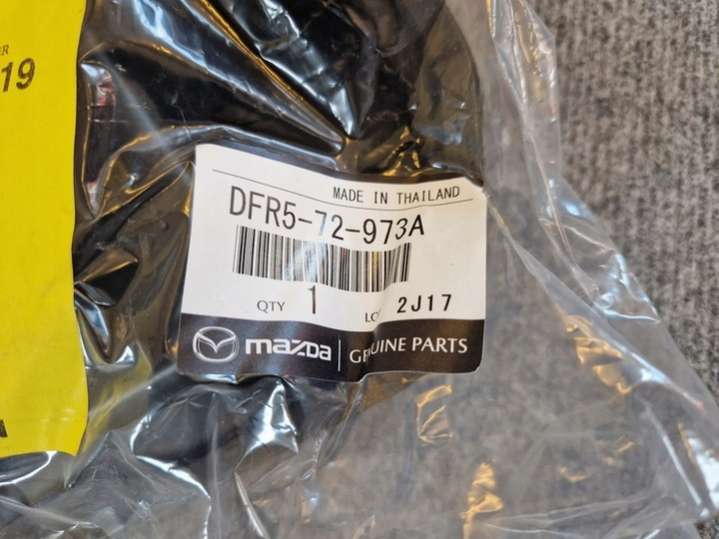 19
MADE IN THAILAND
DFR5-72-973A
QTY 1 2J17
mazda GENUINE PARTS